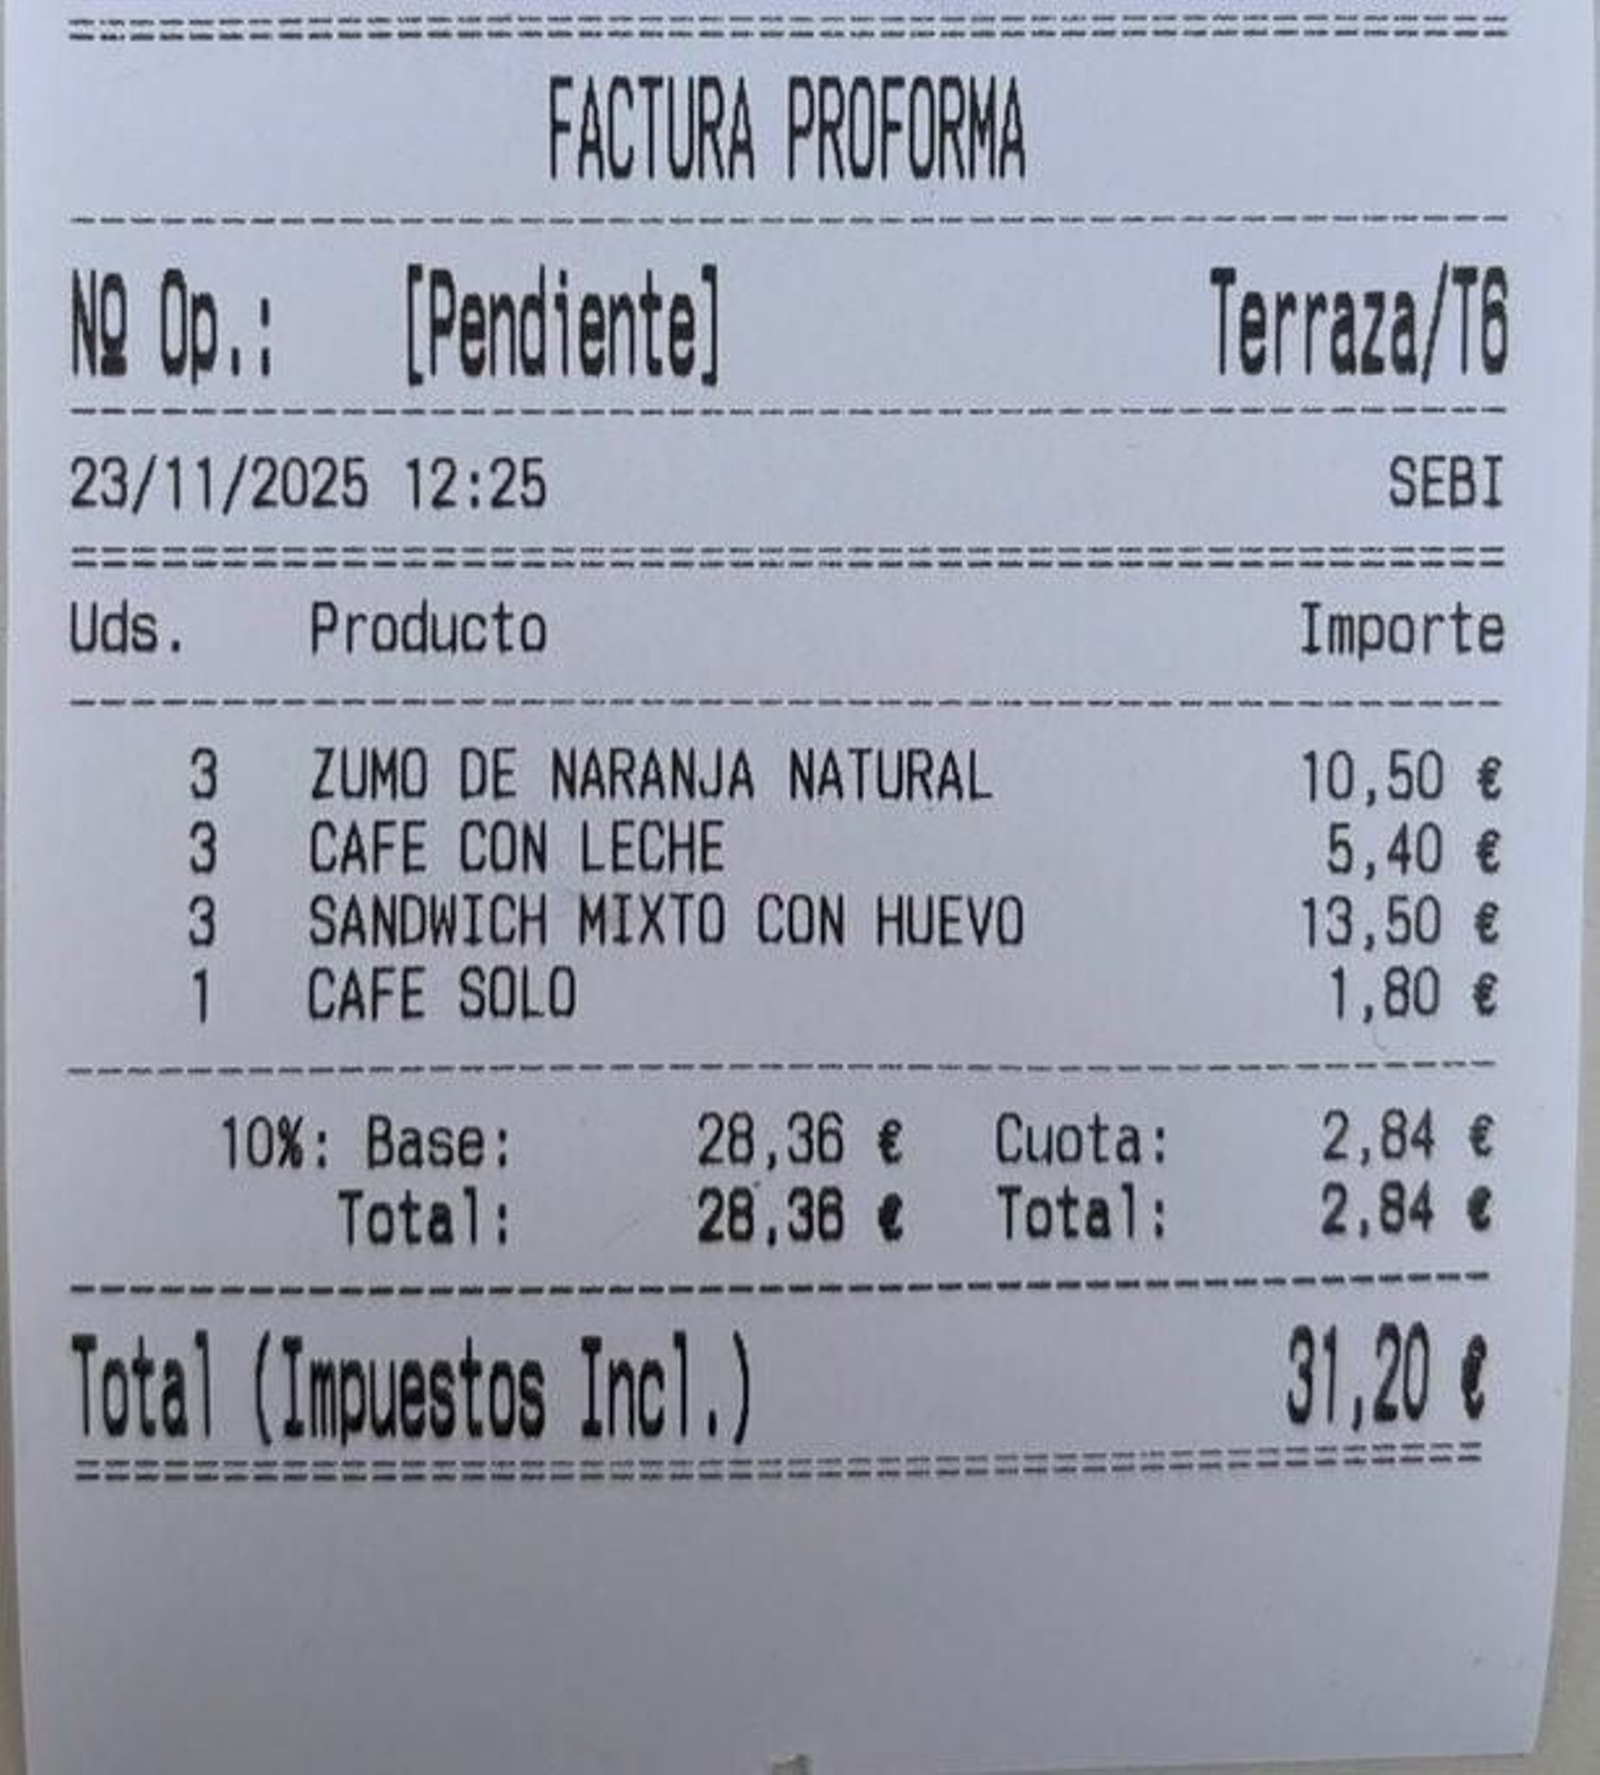 FACTURA PROFORMA
Nº Op.: [Pendiente] Terraza/T6
23/11/2025 12:25 SEBI
Uds. Producto Importe
3 ZUMO DE NARANJA NATURAL 10,50 €
3 CAFE CON LECHE 5,40 €
3 SANDWICH MIXTO CON HUEVO 13,50 €
1 CAFE SOLO 1,80 €
10%: Base: 28,36 € Cuota: 2,84 €
Total: 28,36 € Total: 2,84 €
Total (Impuestos Incl.) 31,20 €